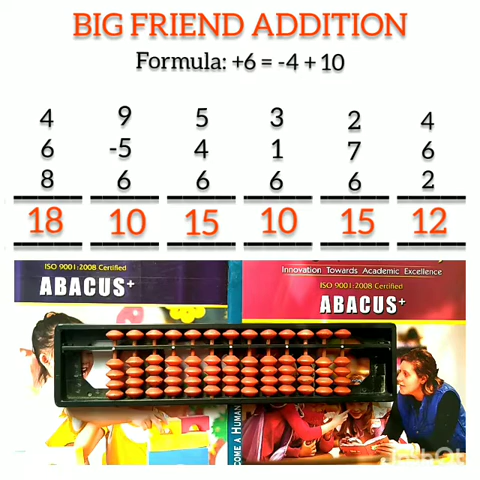 BIG FRIEND ADDITION
Formula: +6 = -4 + 10
4 9 5 3 2 4
6 -5 4 1 7 6
8 6 6 6 6 2
18 10 15 10 15 12
ISO 9001:2008 Certified
ABACUS+
Innovation Towards Academic Excellence
ISO 9001:2008 Certified
ABACUS+
COME A HUMAN